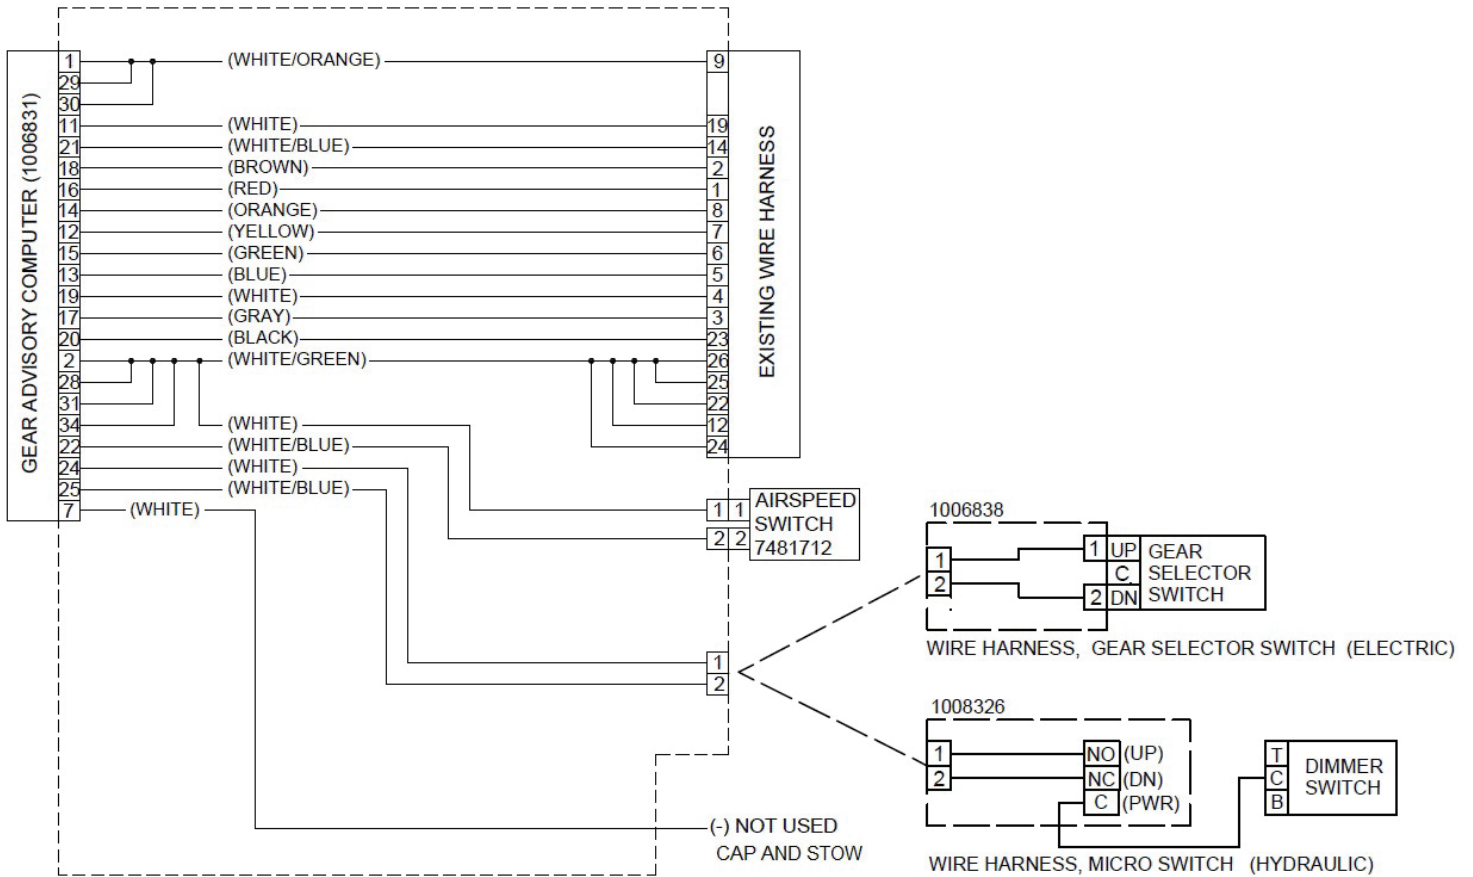 GEAR ADVISORY COMPUTER (1006831)
1 (WHITE/ORANGE) 9
29
30
11 (WHITE) 19
21 (WHITE/BLUE) 14
18 (BROWN) 2
16 (RED) 1
14 (ORANGE) 8
12 (YELLOW) 7
15 (GREEN) 6
13 (BLUE) 5
19 (WHITE) 4
17 (GRAY) 3
20 (BLACK) 23
2 (WHITE/GREEN) 26
28 25
31 22
34 (WHITE) 12
22 (WHITE/BLUE) 24
24 (WHITE)
25 (WHITE/BLUE)
7 (WHITE)
EXISTING WIRE HARNESS
1 1 AIRSPEED
SWITCH
2 2 7481712
1
2
(-) NOT USED
CAP AND STOW
1006838
1 1 UP GEAR
C SELECTOR
2 2 DN SWITCH
WIRE HARNESS, GEAR SELECTOR SWITCH (ELECTRIC)
1008326
1 NO (UP)
2 NC (DN)
C (PWR)
T DIMMER
C SWITCH
B
WIRE HARNESS, MICRO SWITCH (HYDRAULIC)